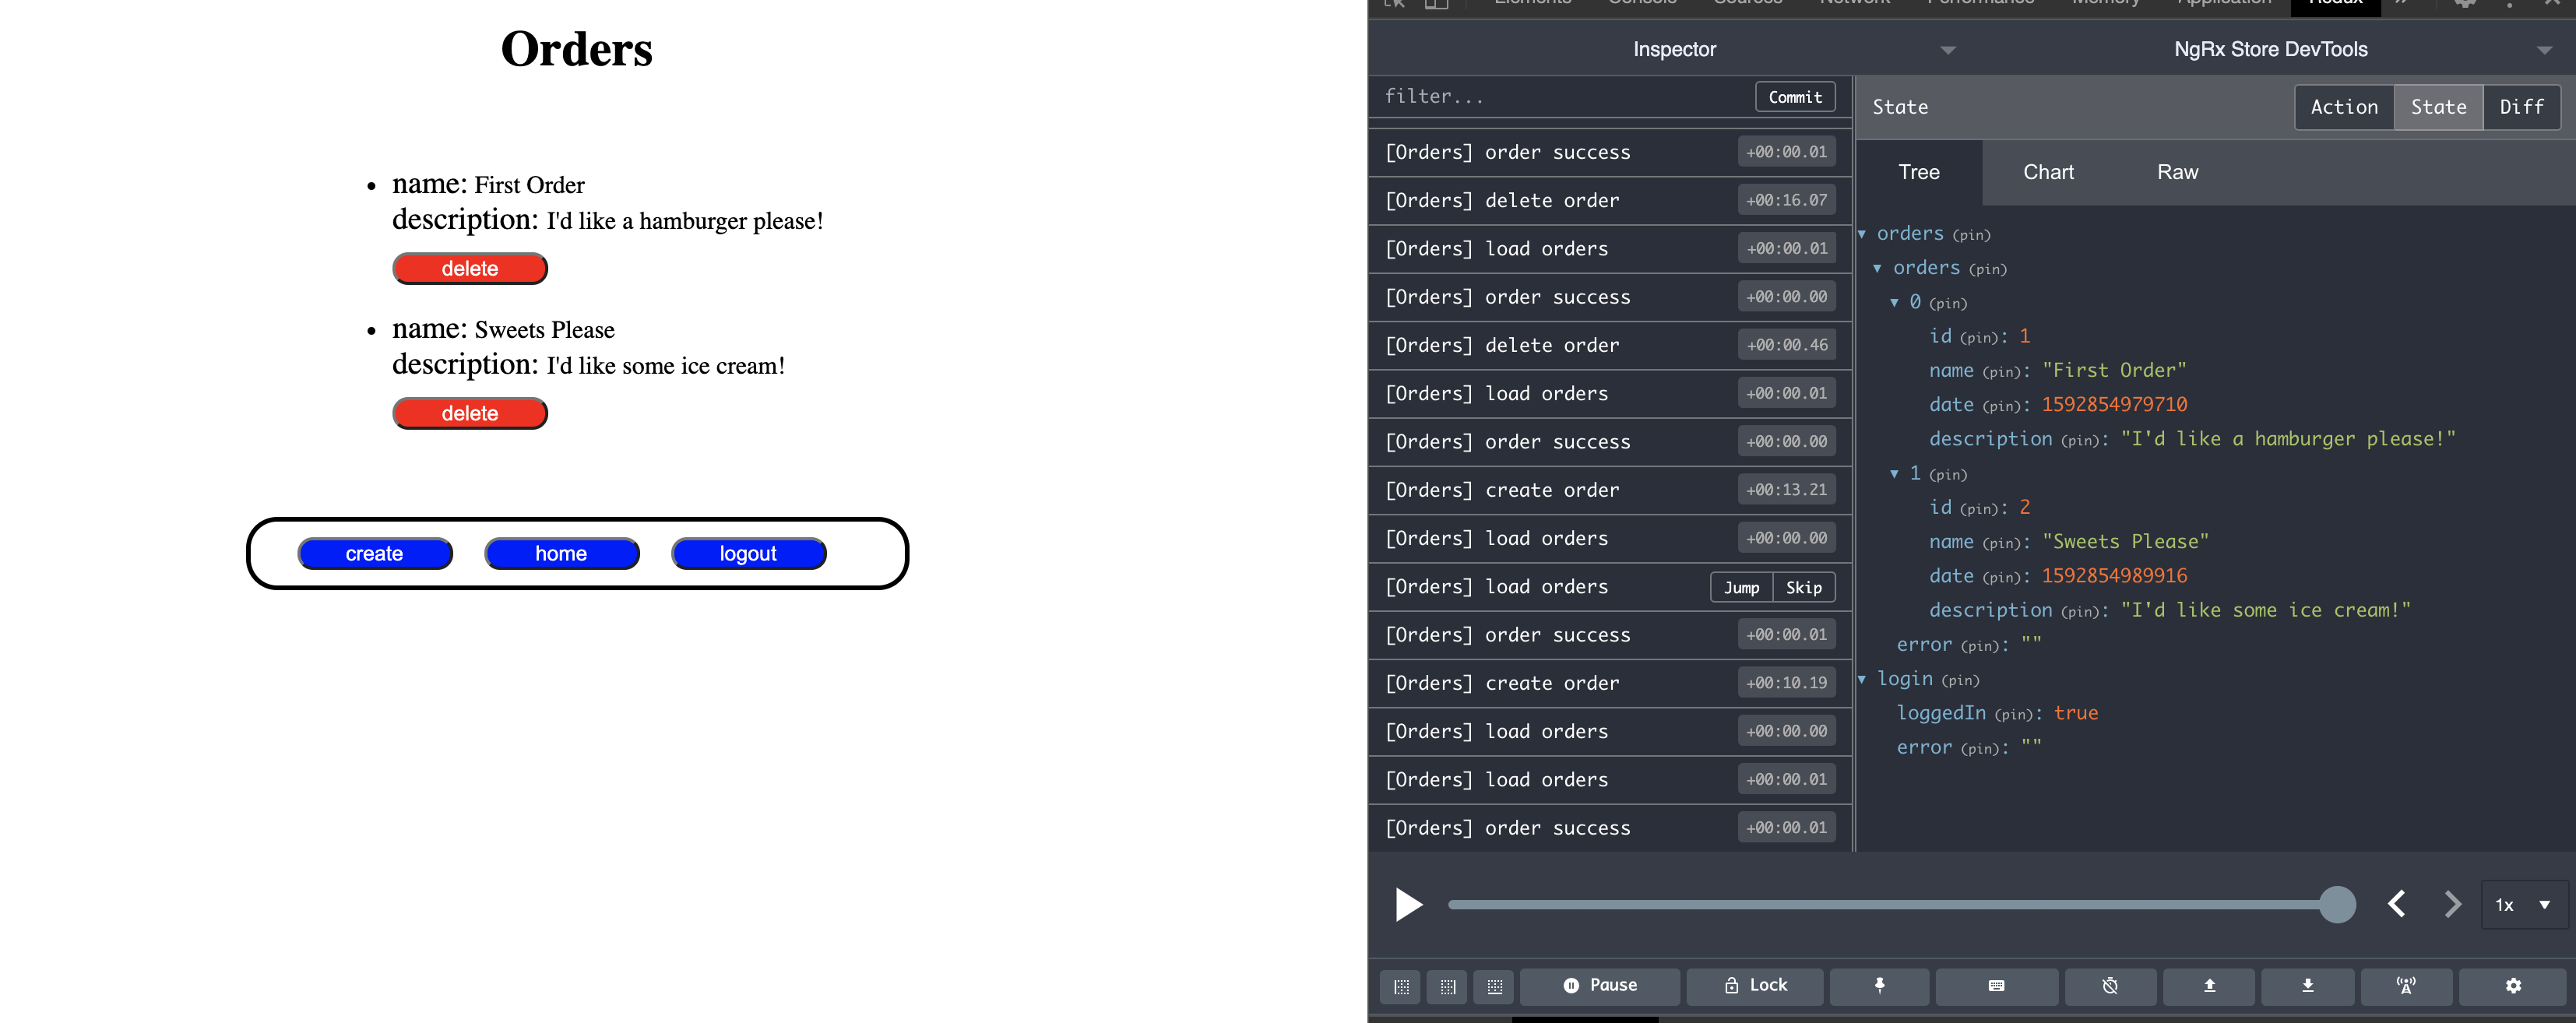 Orders
name: First Order
description: I'd like a hamburger please!
delete
name: Sweets Please
description: I'd like some ice cream!
delete
create home logout
Elements Console Sources Network Performance Memory Application Redux »
Inspector NgRx Store DevTools
filter... Commit
[Orders] order success +00:00.01
[Orders] delete order +00:16.07
[Orders] load orders +00:00.01
[Orders] order success +00:00.00
[Orders] delete order +00:00.46
[Orders] load orders +00:00.01
[Orders] order success +00:00.00
[Orders] create order +00:13.21
[Orders] load orders +00:00.00
[Orders] load orders Jump Skip
[Orders] order success +00:00.01
[Orders] create order +00:10.19
[Orders] load orders +00:00.00
[Orders] load orders +00:00.01
[Orders] order success +00:00.01
State Action State Diff
Tree Chart Raw
orders (pin)
orders (pin)
0 (pin)
id (pin): 1
name (pin): "First Order"
date (pin): 1592854979710
description (pin): "I'd like a hamburger please!"
1 (pin)
id (pin): 2
name (pin): "Sweets Please"
date (pin): 1592854989916
description (pin): "I'd like some ice cream!"
error (pin): ""
login (pin)
loggedIn (pin): true
error (pin): ""
1x
Pause Lock